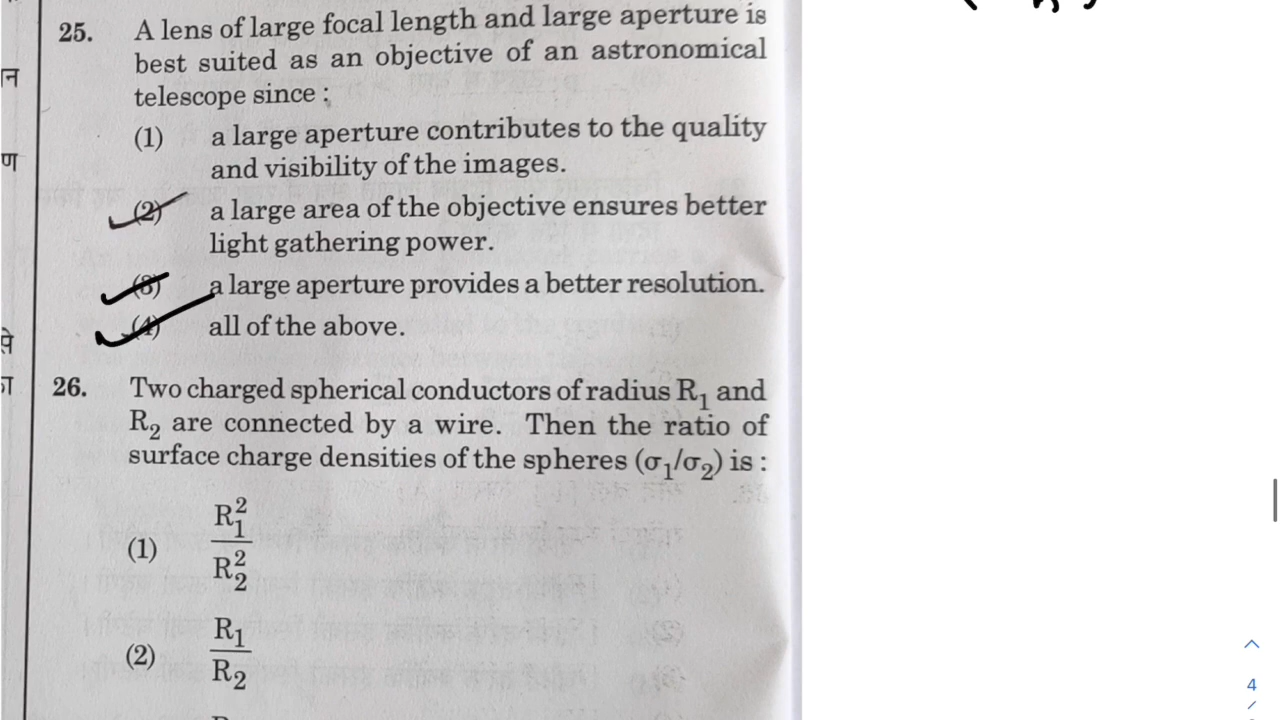 न
ण
से
का
25. A lens of large focal length and large aperture is
best suited as an objective of an astronomical
telescope since :
(1) a large aperture contributes to the quality
and visibility of the images.
(2) a large area of the objective ensures better
light gathering power.
(3) a large aperture provides a better resolution.
(4) all of the above.
26. Two charged spherical conductors of radius R₁ and
R₂ are connected by a wire. Then the ratio of
surface charge densities of the spheres (σ₁/σ₂) is :
(1) R₁²
R₂²
(2) R₁
R₂
4